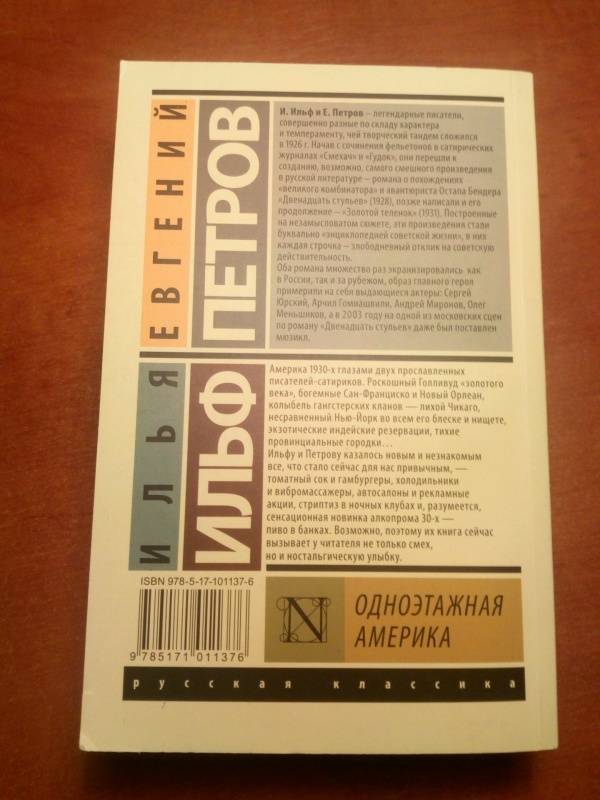 ЕВГЕНИЙ
ПЕТРОВ
И. Ильф и Е. Петров – легендарные писатели,
совершенно разные по складу характера
и темпераменту, чей творческий тандем сложился
в 1926 г. Начав с сочинения фельетонов в сатирических
журналах «Смехач» и «Гудок», они перешли к
созданию, возможно, самого смешного произведения
в русской литературе – романа о похождениях
«великого комбинатора» и авантюриста Остапа Бендера
«Двенадцать стульев» (1928), позже написали и его
продолжение – «Золотой теленок» (1931). Построенные
на незамысловатом сюжете, эти произведения стали
буквально «энциклопедией советской жизни», в них
каждая строчка – злободневный отклик на советскую
действительность.
Оба романа множество раз экранизировались как
в России, так и за рубежом, образ главного героя
примерили на себя выдающиеся актеры: Сергей
Юрский, Арчил Гомиашвили, Андрей Миронов, Олег
Меньшиков, а в 2003 году на одной из московских сцен
по роману «Двенадцать стульев» даже был поставлен
мюзикл.
ИЛЬЯ
ИЛЬФ
Америка 1930-х глазами двух прославленных
писателей-сатириков. Роскошный Голливуд «золотого
века», богемные Сан-Франциско и Новый Орлеан,
колыбель гангстерских кланов — лихой Чикаго,
несравненный Нью-Йорк во всем его блеске и нищете,
экзотические индейские резервации, тихие
провинциальные городки…
Ильфу и Петрову казалось новым и незнакомым
все, что стало сейчас для нас привычным, —
томатный сок и гамбургеры, холодильники
и вибромассажеры, автосалоны и рекламные
акции, стриптиз в ночных клубах и, разумеется,
сенсационная новинка алкопрома 30-х —
пиво в банках. Возможно, поэтому их книга сейчас
вызывает у читателя не только смех,
но и ностальгическую улыбку.
ISBN 978-5-17-101137-6
9 785171 011376
N
ОДНОЭТАЖНАЯ
АМЕРИКА
русская классика